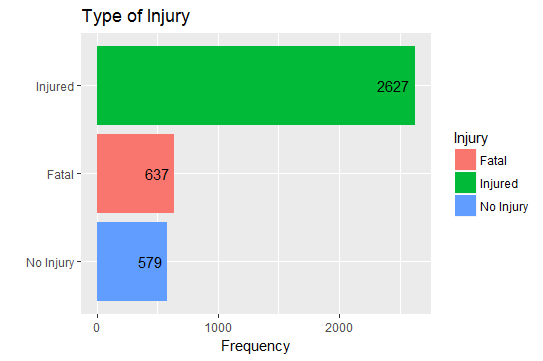 Type of Injury
Injured
2627
Fatal
637
No Injury
579
0
1000
2000
Frequency
Injury
Fatal
Injured
No Injury